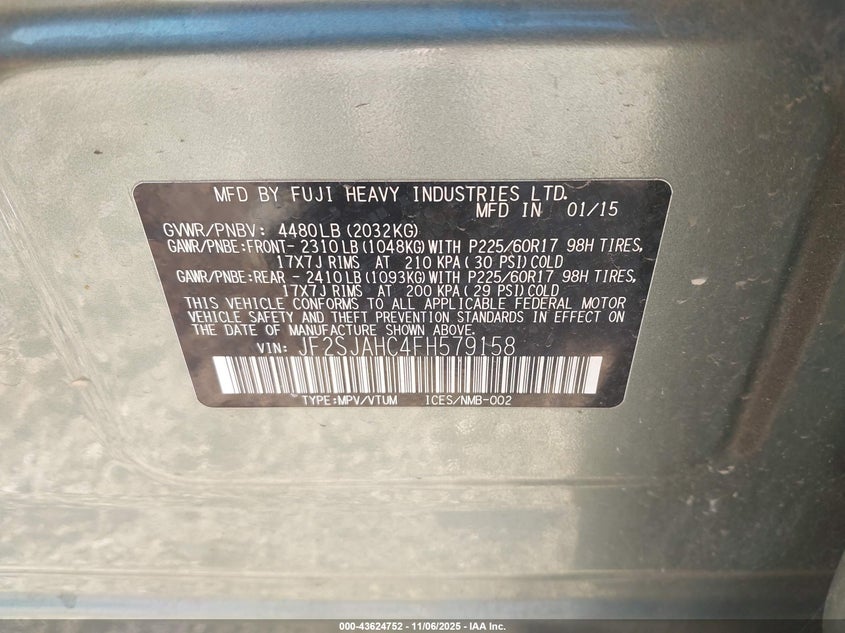 MFD BY FUJI HEAVY INDUSTRIES LTD.
MFD IN 01/15
GVWR/PNBV: 4480LB (2032KG)
GAWR/PNBE:FRONT- 2310LB (1048KG) WITH P225/60R17 98H TIRES,
17X7J RIMS AT 210 KPA (30 PSI) COLD
GAWR/PNBE:REAR - 2410LB (1093KG) WITH P225/60R17 98H TIRES,
17X7J RIMS AT 200 KPA (29 PSI) COLD
THIS VEHICLE CONFORMS TO ALL APPLICABLE FEDERAL MOTOR
VEHICLE SAFETY AND THEFT PREVENTION STANDARDS IN EFFECT ON
THE DATE OF MANUFACTURE SHOWN ABOVE.
VIN: JF2SJAHC4FH579158
TYPE:MPV/VTUM ICES/NMB-002
000-43624752 - 11/06/2025 - IAA Inc.